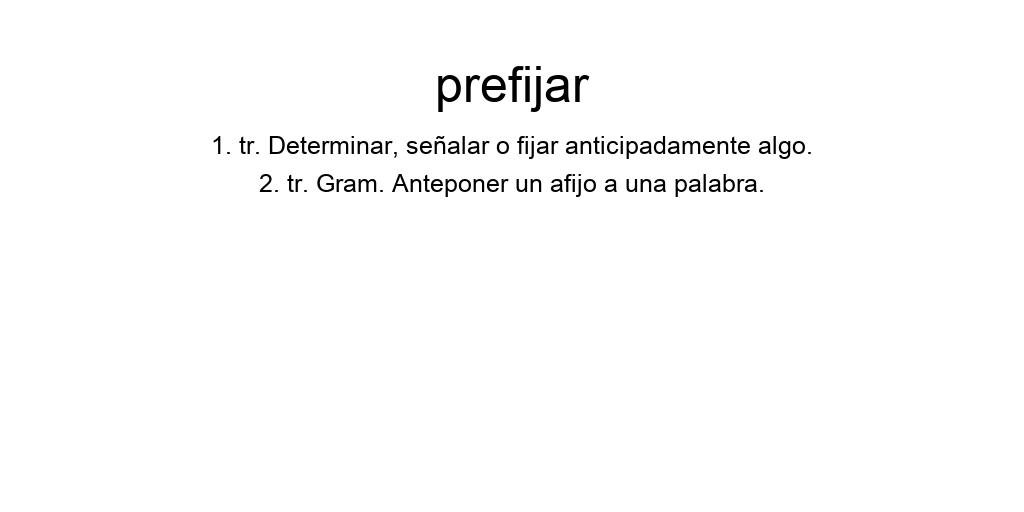 prefijar
1. tr. Determinar, señalar o fijar anticipadamente algo.
2. tr. Gram. Anteponer un afijo a una palabra.